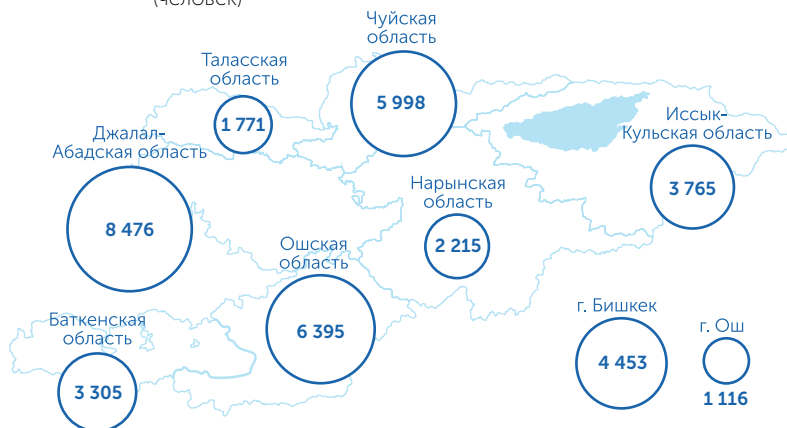 (человек)
Чуйская
область
5 998
Таласская
область
1 771
Иссык-
Кульская область
3 765
Джалал-
Абадская область
8 476
Нарынская
область
2 215
Ошская
область
6 395
Баткенская
область
3 305
г. Бишкек
4 453
г. Ош
1 116